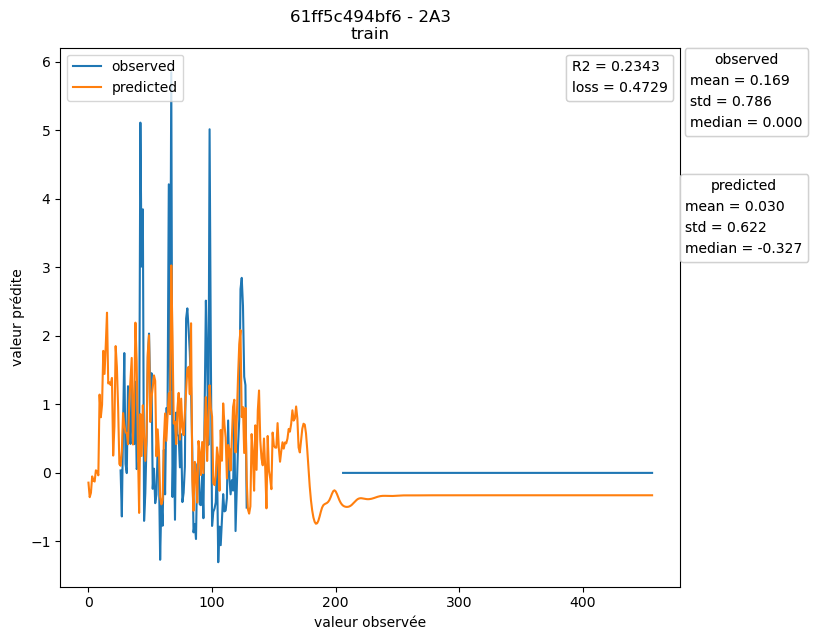 61ff5c494bf6 - 2A3
train
observed
predicted
R2 = 0.2343
loss = 0.4729
observed
mean = 0.169
std = 0.786
median = 0.000
predicted
mean = 0.030
std = 0.622
median = -0.327
valeur prédite
6
5
4
3
2
1
0
−1
0
100
200
300
400
valeur observée